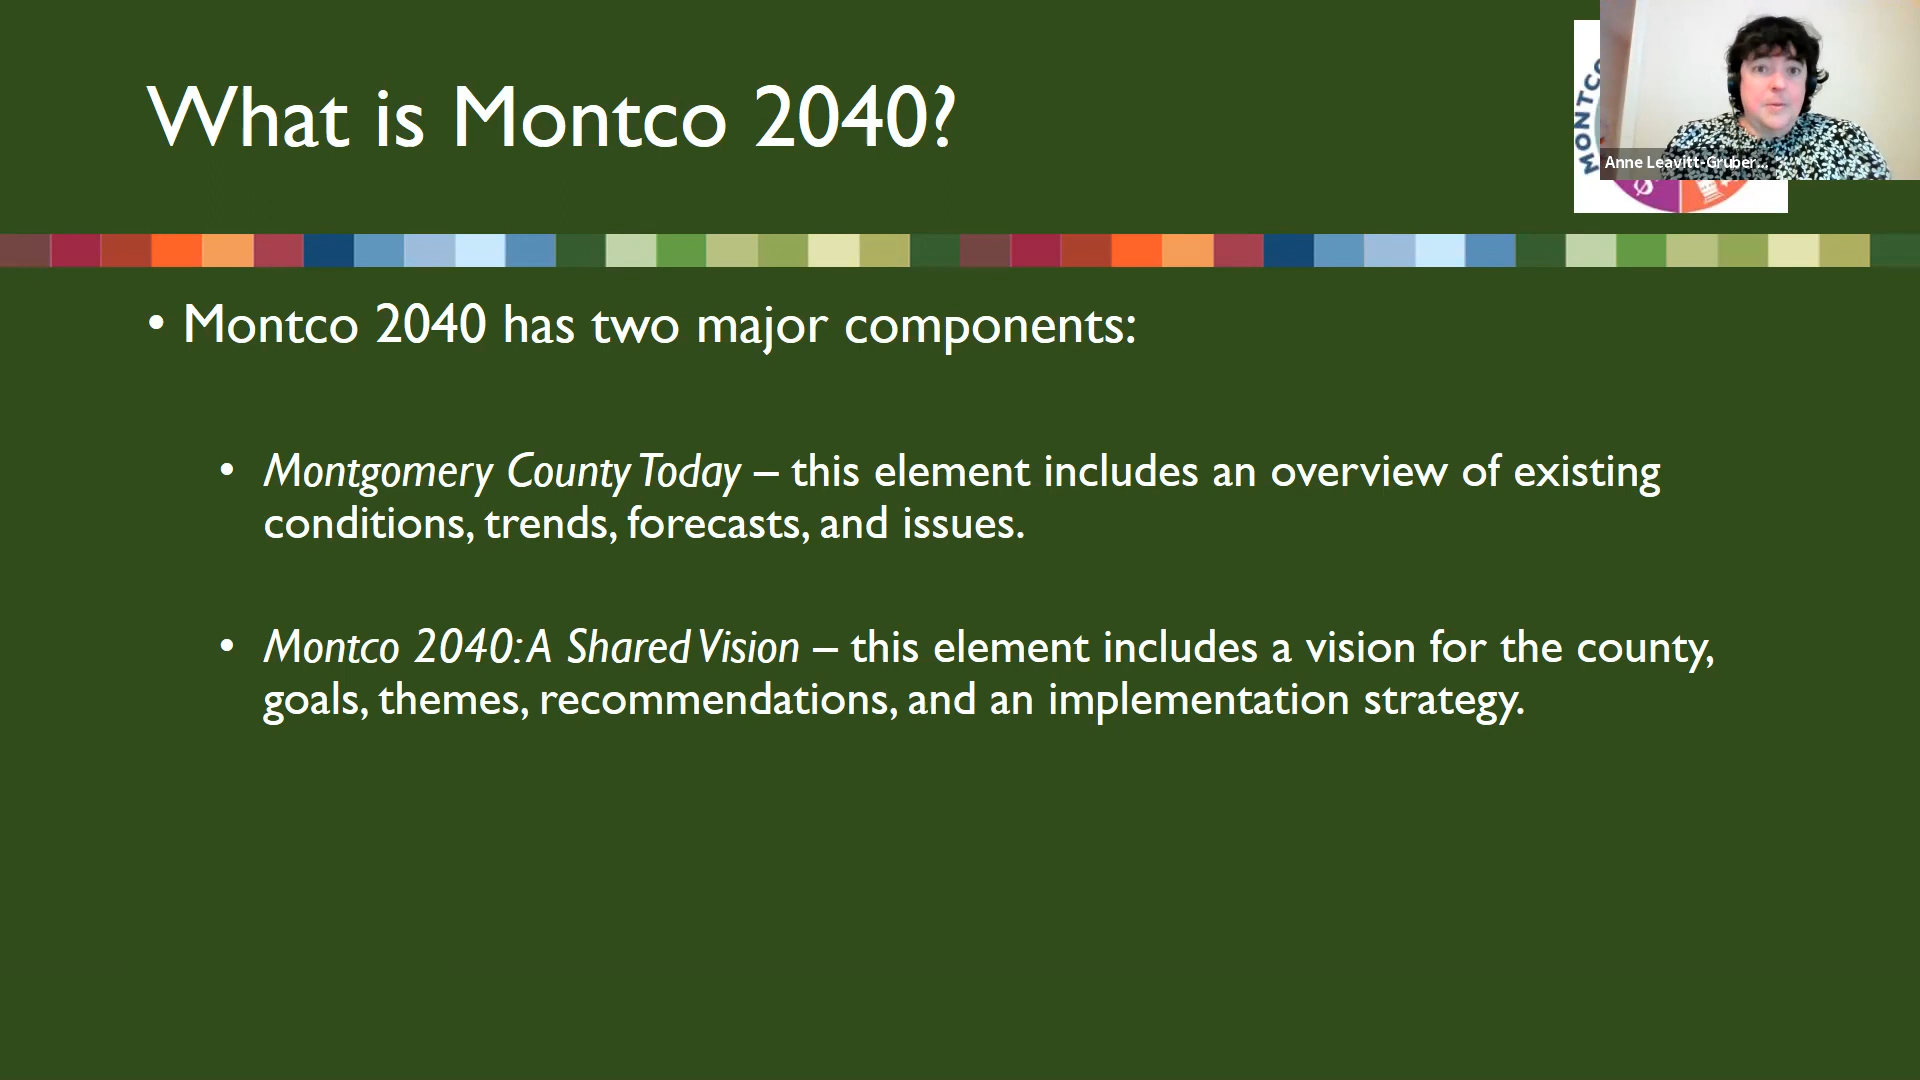 What is Montco 2040?
MONTCO
Anne Leavitt-Gruber...
• Montco 2040 has two major components:
• Montgomery County Today – this element includes an overview of existing
conditions, trends, forecasts, and issues.
• Montco 2040: A Shared Vision – this element includes a vision for the county,
goals, themes, recommendations, and an implementation strategy.